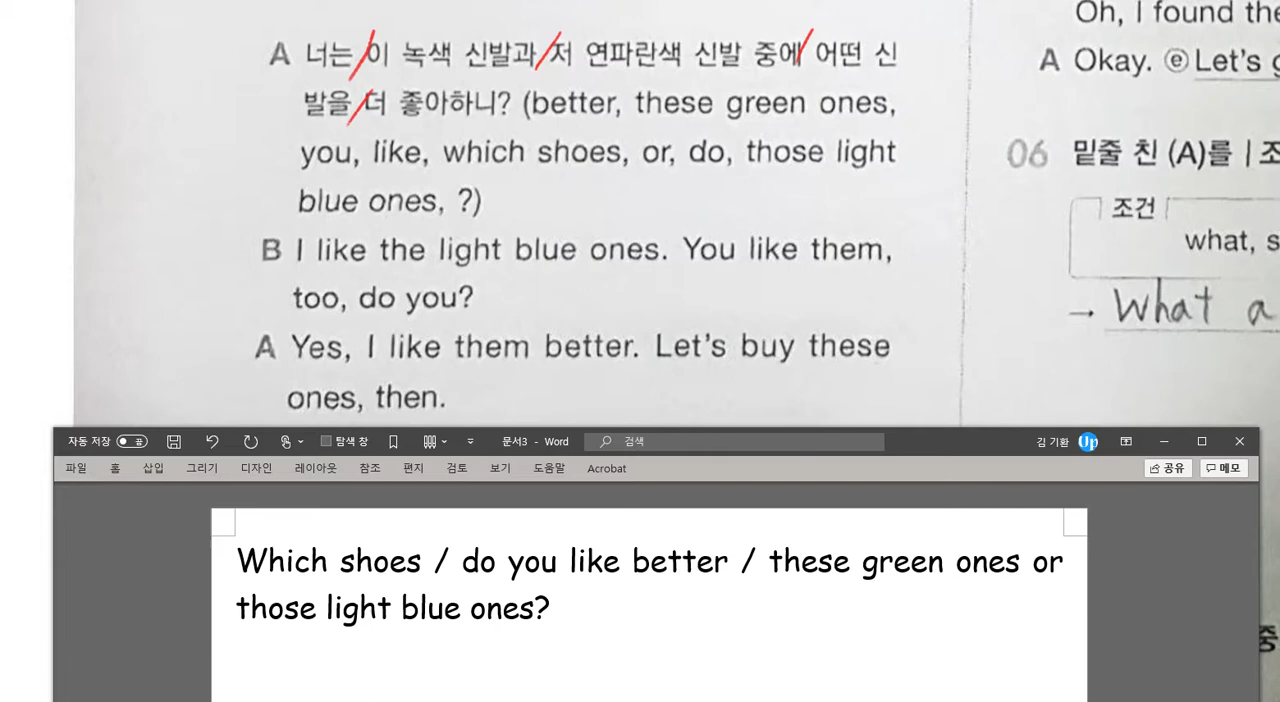 A 너는 이 녹색 신발과 저 연파란색 신발 중에 어떤 신
발을 더 좋아하니? (better, these green ones,
you, like, which shoes, or, do, those light
blue ones, ?)
B I like the light blue ones. You like them,
too, do you?
A Yes, I like them better. Let's buy these
ones, then.
Oh, I found the
A Okay. ⓔ Let's g
06 밑줄 친 (A)를 | 조
조건
what, s
→ What a
중
자동 저장 끔 탐색 창 문서3 - Word 검색 김 기환 Up
파일 홈 삽입 그리기 디자인 레이아웃 참조 편지 검토 보기 도움말 Acrobat 공유 메모
Which shoes / do you like better / these green ones or
those light blue ones?